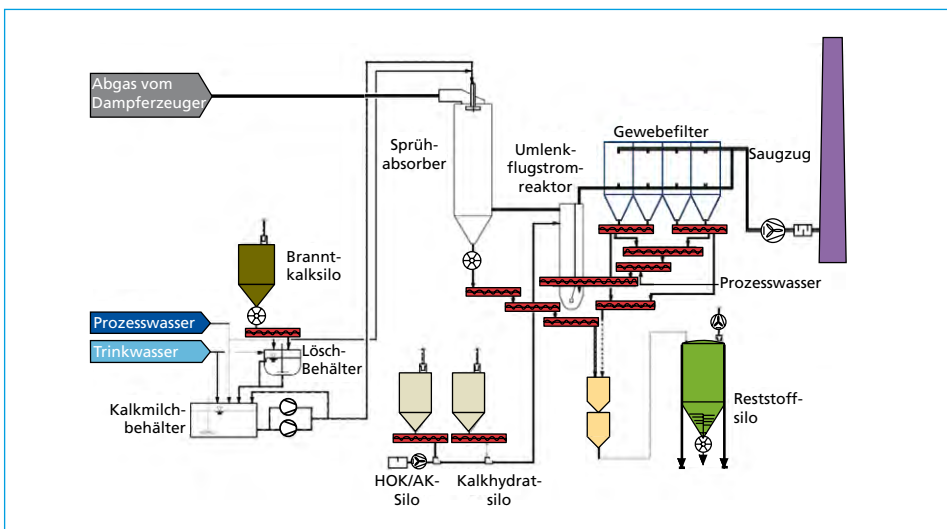 Abgas vom
Dampferzeuger
Sprüh-
absorber
Umlenk-
flugstrom-
reaktor
Gewebefilter
Saugzug
Brannt-
kalksilo
Prozesswasser
Prozesswasser
Trinkwasser
Lösch-
Behälter
Kalkmilch-
behälter
HOK/AK-
Silo
Kalkhydrat-
silo
Reststoff-
silo